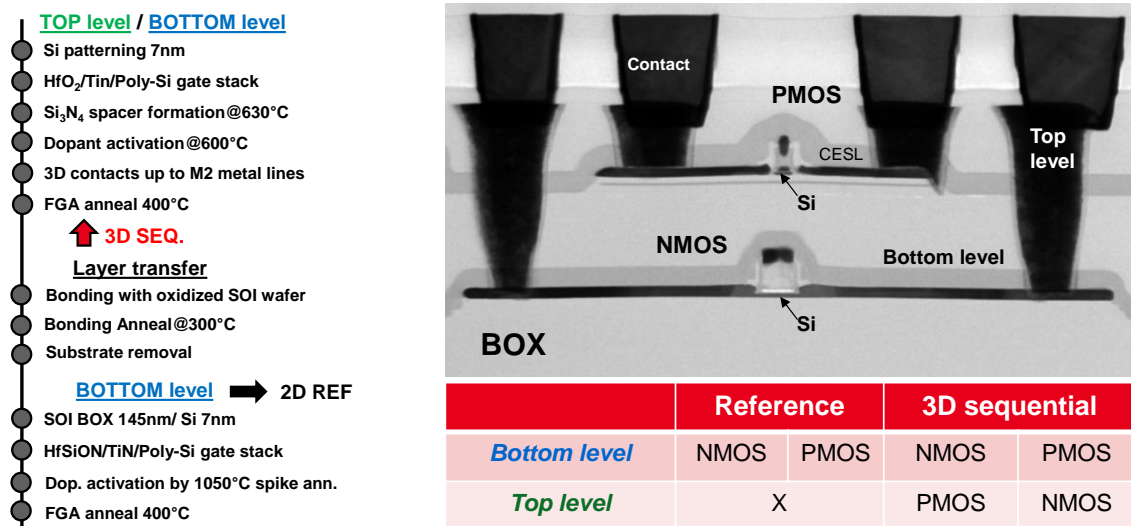 TOP level / BOTTOM level
Si patterning 7nm
HfO2/Tin/Poly-Si gate stack
Si3N4 spacer formation@630°C
Dopant activation@600°C
3D contacts up to M2 metal lines
FGA anneal 400°C
3D SEQ.
Layer transfer
Bonding with oxidized SOI wafer
Bonding Anneal@300°C
Substrate removal
BOTTOM level 2D REF
SOI BOX 145nm/ Si 7nm
HfSiON/TiN/Poly-Si gate stack
Dop. activation by 1050°C spike ann.
FGA anneal 400°C
Contact
PMOS
Top
level
CESL
Si
NMOS
Bottom level
Si
BOX
Reference 3D sequential
Bottom level NMOS PMOS NMOS PMOS
Top level X PMOS NMOS